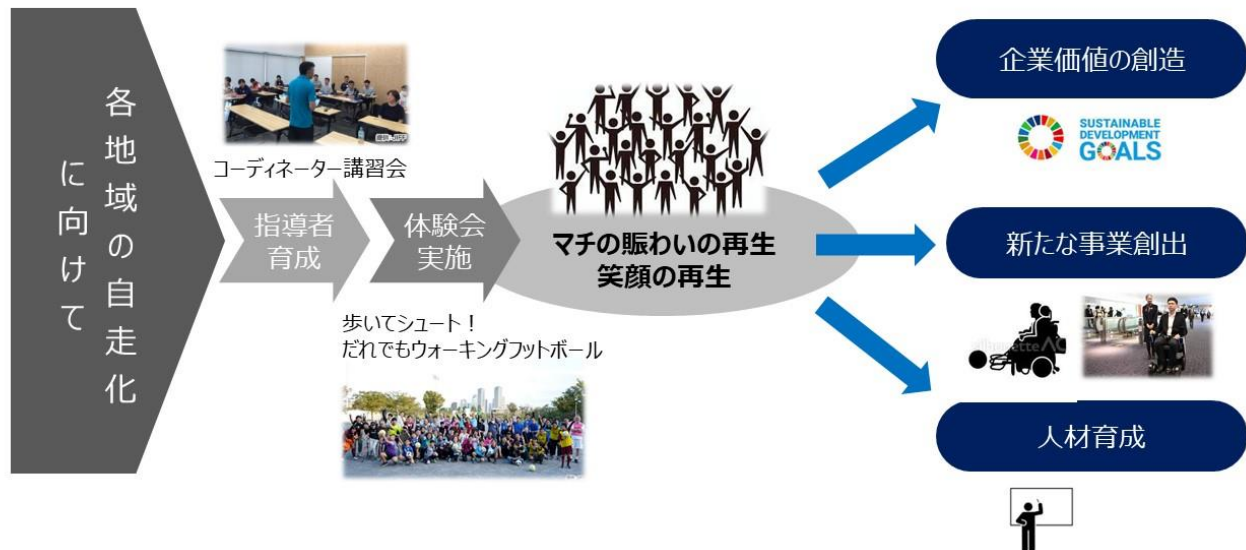 各地域の自走化
に向けて
コーディネーター講習会
指導者
育成
体験会
実施
歩いてシュート！
だれでもウォーキングフットボール
マチの賑わいの再生
笑顔の再生
企業価値の創造
SUSTAINABLE
DEVELOPMENT
GOALS
新たな事業創出
人材育成